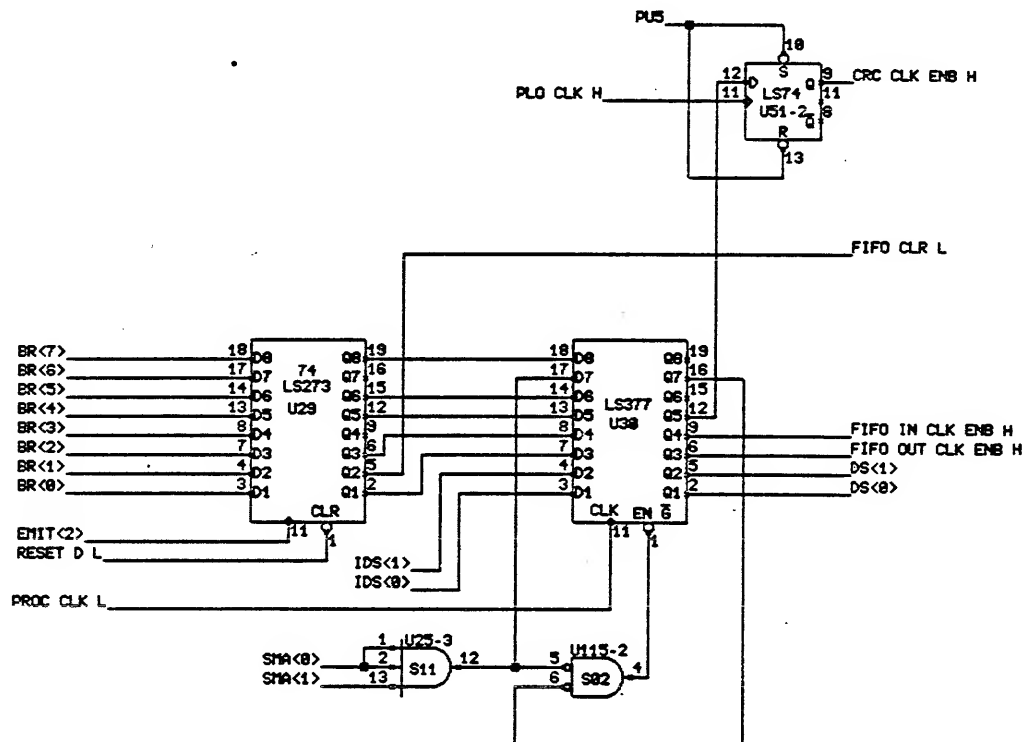 PU5
10
S
12 D Q 9 CRC CLK ENB H
PLO CLK H 11 LS74 11
U51-2 Q 8
R
13
FIFO CLR L
BR<7> 18 D8 Q8 19 18 D8 Q8 19
BR<6> 17 D7 74 Q7 16 17 D7 Q7 16
BR<5> 14 D6 LS273 Q6 15 14 D6 Q6 15
BR<4> 13 D5 U29 Q5 12 13 D5 LS377 Q5 12
BR<3> 8 D4 Q4 9 8 D4 U30 Q4 9 FIFO IN CLK ENB H
BR<2> 7 D3 Q3 6 7 D3 Q3 6 FIFO OUT CLK ENB H
BR<1> 4 D2 Q2 5 4 D2 Q2 5 DS<1>
BR<0> 3 D1 Q1 2 3 D1 Q1 2 DS<0>
CLR CLK EN G
EMIT<2> 11 11 1
RESET D L 1
IDS<1>
IDS<0>
PROC CLK L
U25-3 U115-2
SMA<0> 1 2 S11 12 5 S02 4
SMA<1> 13 6